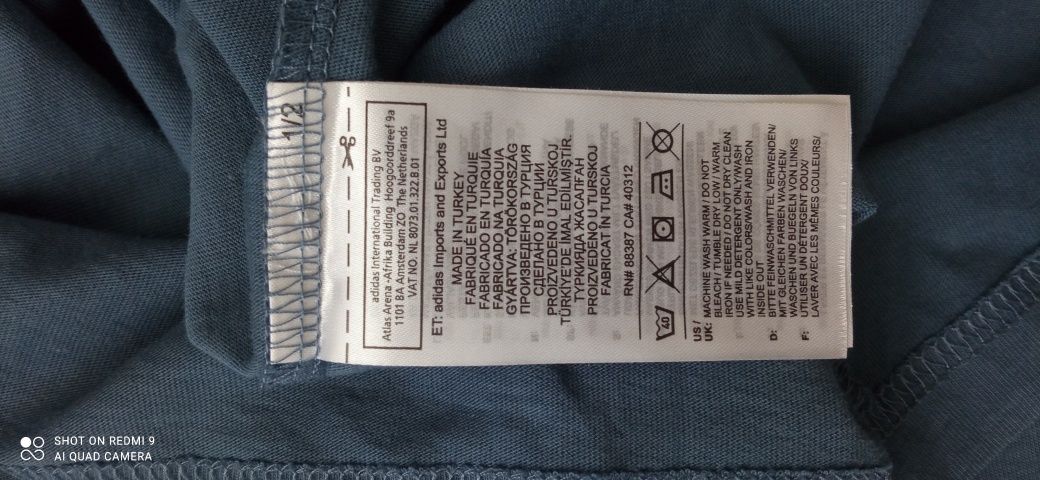 1/2
adidas International Trading BV
Atlas Arena -Afrika Building Hoogoorddreef 9a
1101 BA Amsterdam ZO The Netherlands
VAT NO. NL 8073.01.322.B.01
ET: adidas Imports and Exports Ltd
MADE IN TURKEY
FABRIQUÉ EN TURQUIE
FABRICADO EN TURQUÍA
FABRICADO NA TURQUIA
GYÁRTVA: TÖRÖKORSZÁG
ПРОИЗВЕДЕНО В ТУРЦИЯ
СДЕЛАНО В ТУРЦИИ
PROIZVEDENO U TURSKOJ
TÜRKİYE'DE İMAL EDİLMİŞTİR.
ТУРКИЯДА ЖАСАЛҒАН
PROIZVEDENO U TURSKOJ
FABRICAT ÎN TURCIA
RN# 88387 CA# 40312
40
US /
UK: MACHINE WASH WARM / DO NOT
BLEACH / TUMBLE DRY LOW / WARM
IRON IF NEEDED / DO NOT DRY CLEAN
USE MILD DETERGENT ONLY/WASH
WITH LIKE COLORS/WASH AND IRON
INSIDE OUT
D: BITTE FEINWASCHMITTEL VERWENDEN/
MIT GLEICHEN FARBEN WASCHEN/
WASCHEN UND BUEGELN VON LINKS
F: UTILISER UN DÉTERGENT DOUX/
LAVER AVEC LES MÊMES COULEURS/
SHOT ON REDMI 9
AI QUAD CAMERA